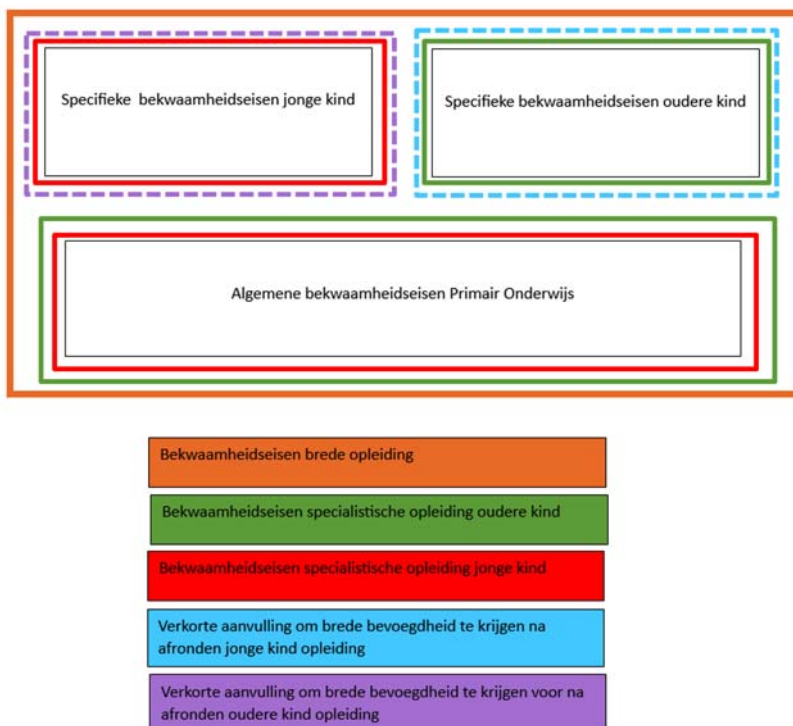 Specifieke bekwaamheidseisen jonge kind
Specifieke bekwaamheidseisen oudere kind
Algemene bekwaamheidseisen Primair Onderwijs
Bekwaamheidseisen brede opleiding
Bekwaamheidseisen specialistische opleiding oudere kind
Bekwaamheidseisen specialistische opleiding jonge kind
Verkorte aanvulling om brede bevoegdheid te krijgen na
afronden jonge kind opleiding
Verkorte aanvulling om brede bevoegdheid te krijgen voor na
afronden oudere kind opleiding